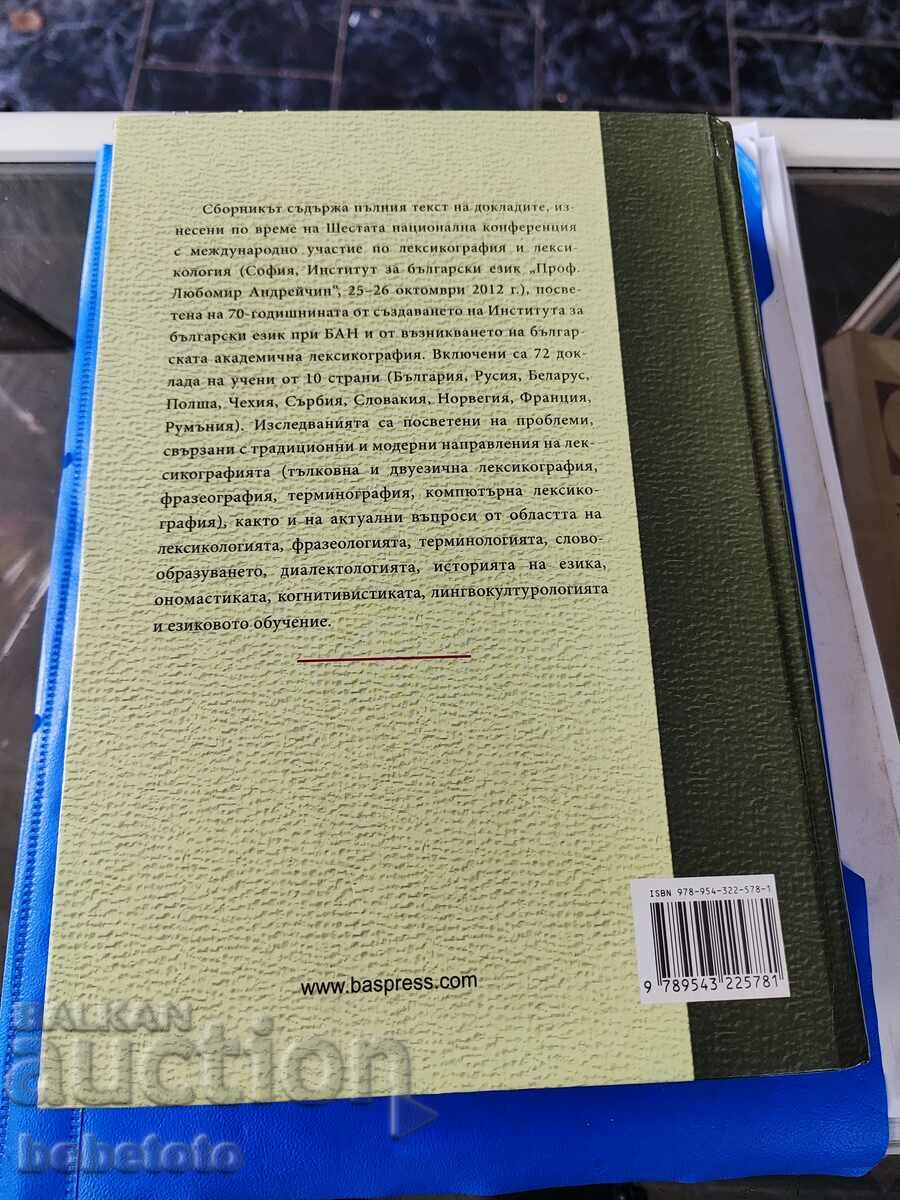 Сборникът съдържа пълния текст на докладите, из-
несени по време на Шестата национална конференция
с международно участие по лексикография и лекси-
кология (София, Институт за български език „Проф.
Любомир Андрейчин", 25–26 октомври 2012 г.), посве-
тена на 70-годишнината от създаването на Института за
български език при БАН и от възникването на българ-
ската академична лексикография. Включени са 72 док-
лада на учени от 10 страни (България, Русия, Беларус,
Полша, Чехия, Сърбия, Словакия, Норвегия, Франция,
Румъния). Изследванията са посветени на проблеми,
свързани с традиционни и модерни направления на лек-
сикографията (тълковна и двуезична лексикография,
фразеография, терминография, компютърна лексико-
графия), както и на актуални въпроси от областта на
лексикологията, фразеологията, терминологията, слово-
образуването, диалектологията, историята на езика,
ономастиката, когнитивистиката, лингвокултурологията
и езиковото обучение.
ISBN 978-954-322-578-1
9 789543 225781
www.baspress.com
BALKAN
auction
bebetoto